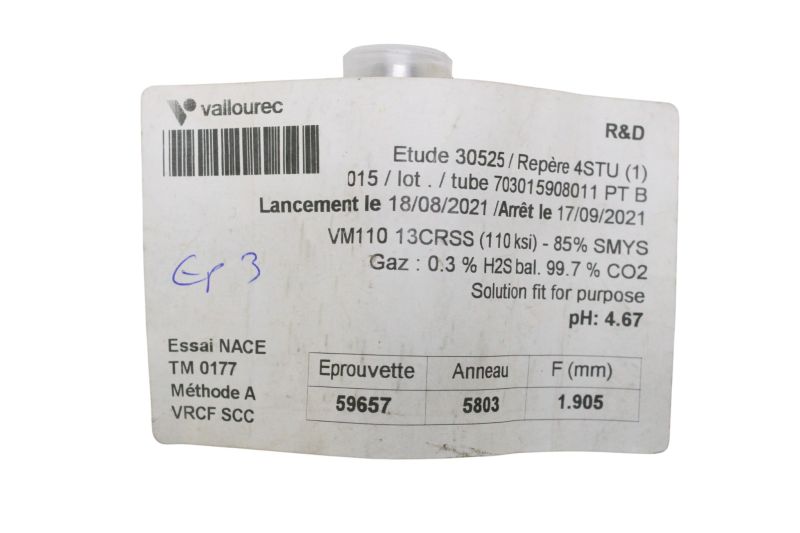 vallourec
R&D
Etude 30525 / Repère 4STU (1)
015 / lot . / tube 703015908011 PT B
Lancement le 18/08/2021 /Arrêt le 17/09/2021
VM110 13CRSS (110 ksi) - 85% SMYS
Gaz : 0.3 % H2S bal. 99.7 % CO2
Solution fit for purpose
pH: 4.67
Ep 3
Essai NACE
TM 0177
Méthode A
VRCF SCC
Eprouvette Anneau F (mm)
59657 5803 1.905